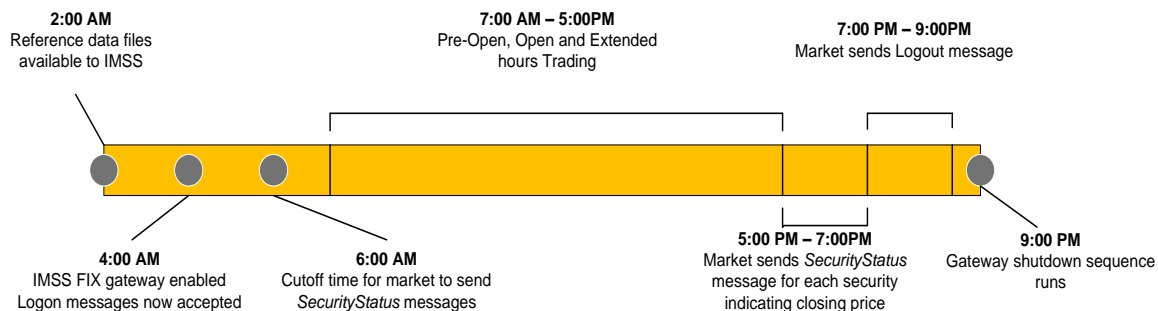 2:00 AM
Reference data files
available to IMSS
7:00 AM – 5:00PM
Pre-Open, Open and Extended
hours Trading
7:00 PM – 9:00PM
Market sends Logout message
4:00 AM
IMSS FIX gateway enabled
Logon messages now accepted
6:00 AM
Cutoff time for market to send
SecurityStatus messages
5:00 PM – 7:00PM
Market sends SecurityStatus
message for each security
indicating closing price
9:00 PM
Gateway shutdown sequence
runs